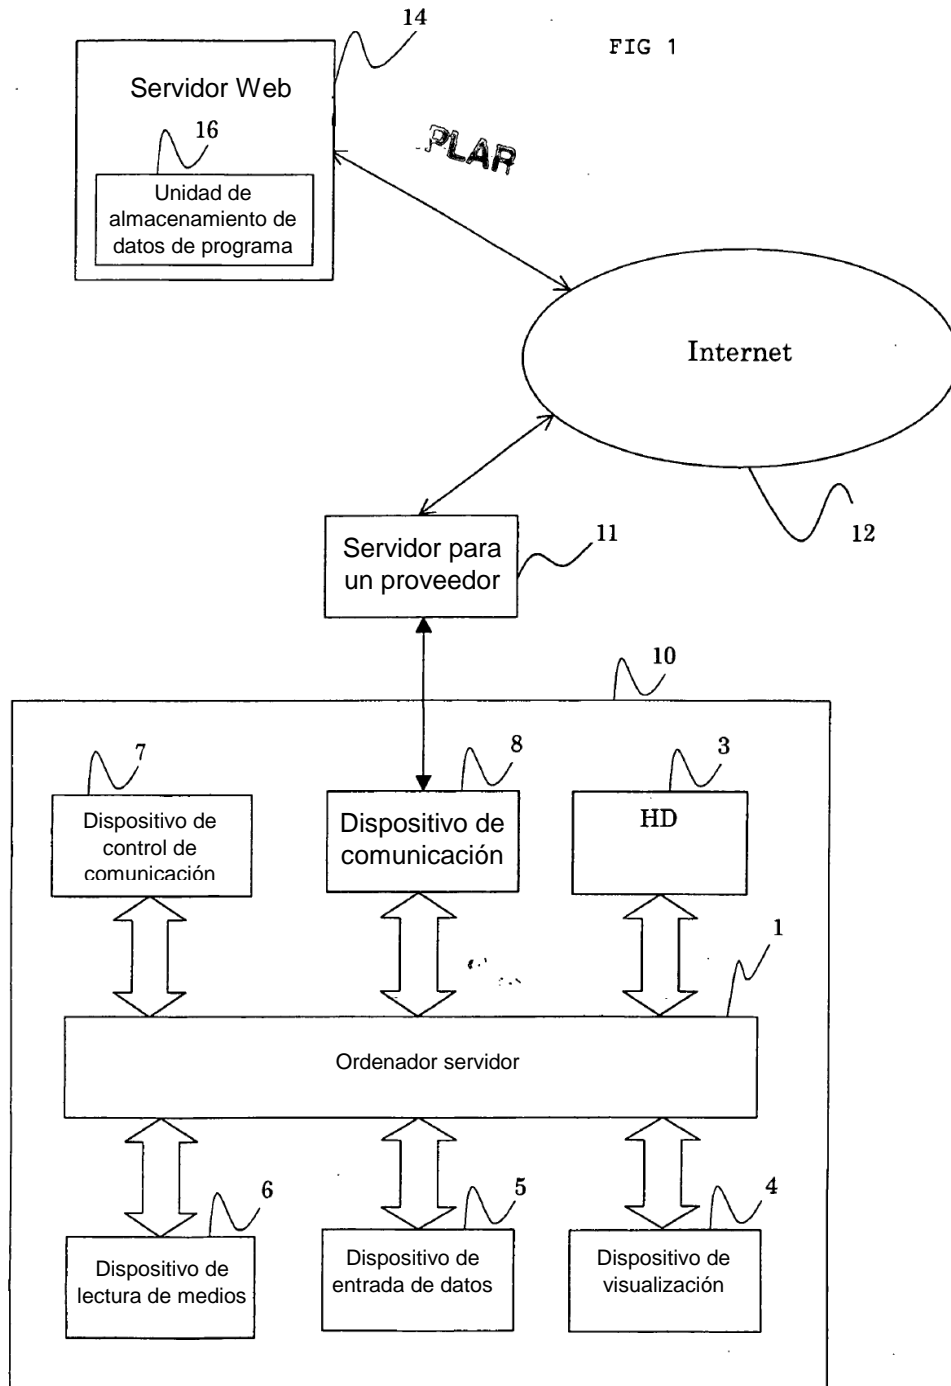 14
FIG 1
Servidor Web
PLAR
16
Unidad de
almacenamiento de
datos de programa
Internet
12
Servidor para
un proveedor
11
10
7
8
3
Dispositivo de
control de
comunicación
Dispositivo de
comunicación
HD
1
Ordenador servidor
6
5
4
Dispositivo de
lectura de medios
Dispositivo de
entrada de datos
Dispositivo de
visualización